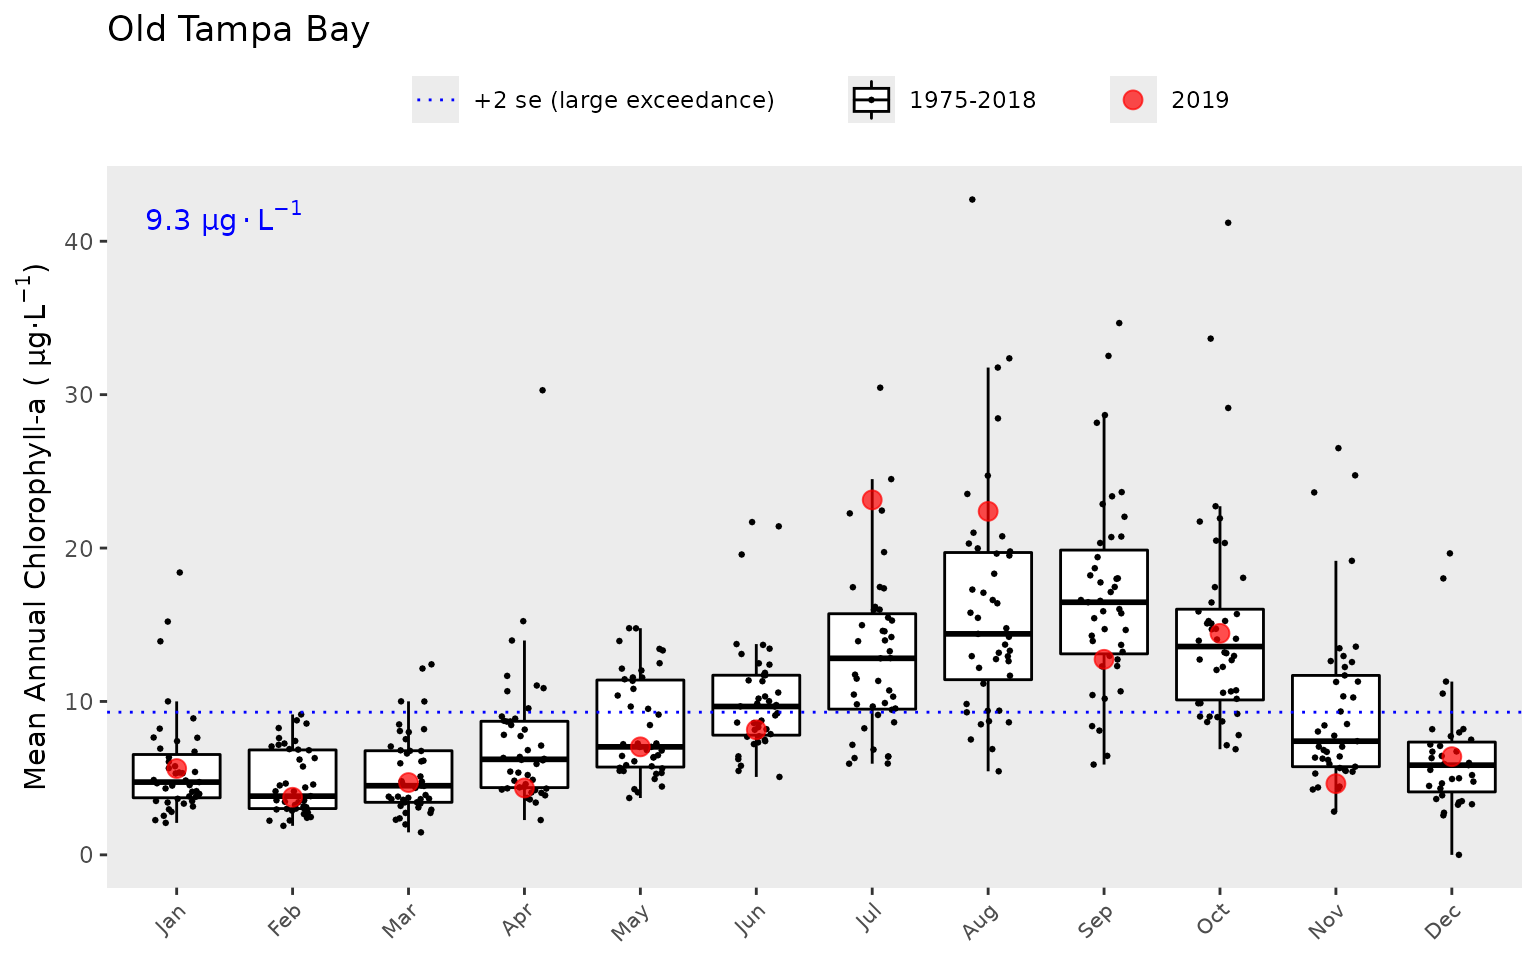 Old Tampa Bay
+2 se (large exceedance) 1975-2018 2019
9.3 μg·L⁻¹
Mean Annual Chlorophyll-a ( μg·L⁻¹)
40
30
20
10
0
Jan Feb Mar Apr May Jun Jul Aug Sep Oct Nov Dec